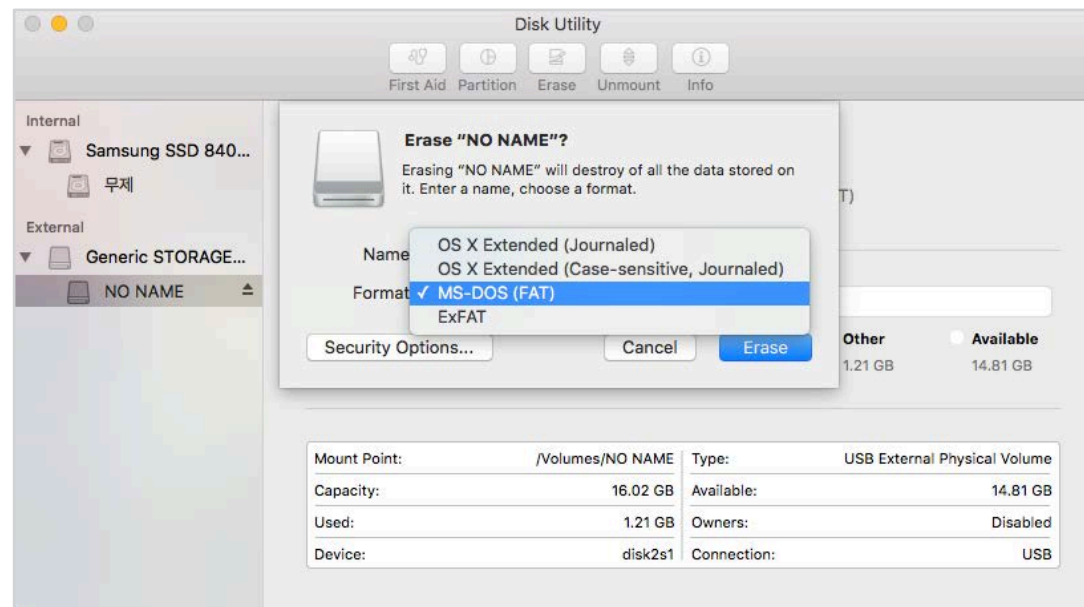 Disk Utility
First Aid Partition Erase Unmount Info
Internal
Samsung SSD 840...
무제
External
Generic STORAGE...
NO NAME
Erase “NO NAME”?
Erasing “NO NAME” will destroy of all the data stored on
it. Enter a name, choose a format.
T)
Name
OS X Extended (Journaled)
OS X Extended (Case-sensitive, Journaled)
Format ✓ MS-DOS (FAT)
ExFAT
Security Options... Cancel Erase
Other Available
1.21 GB 14.81 GB
Mount Point: /Volumes/NO NAME Type: USB External Physical Volume
Capacity: 16.02 GB Available: 14.81 GB
Used: 1.21 GB Owners: Disabled
Device: disk2s1 Connection: USB